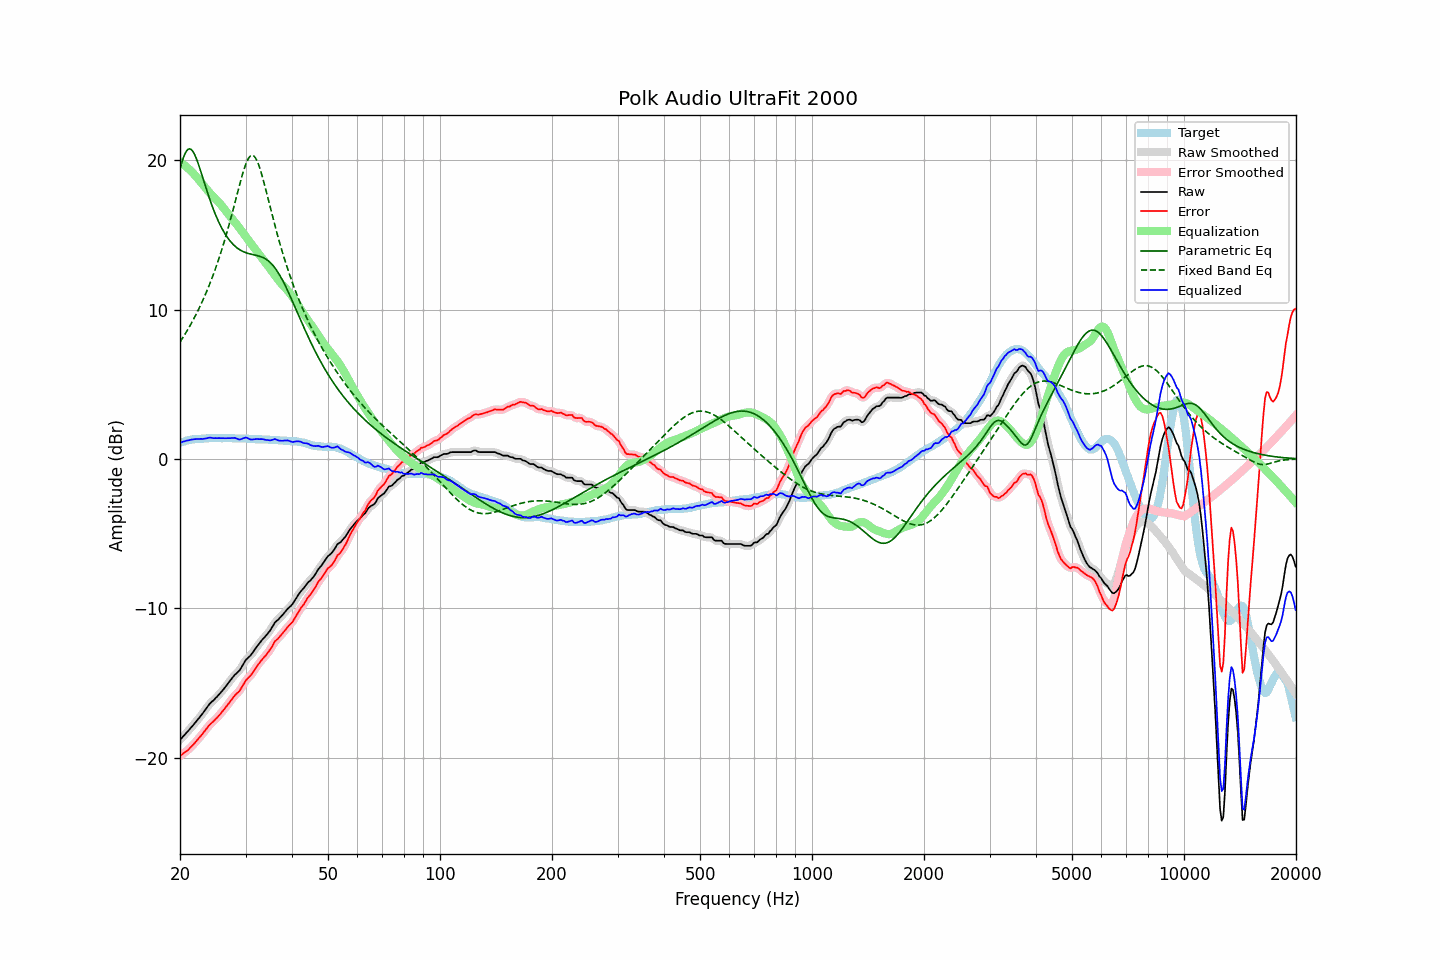 Polk Audio UltraFit 2000
Target
Raw Smoothed
Error Smoothed
Raw
Error
Equalization
Parametric Eq
Fixed Band Eq
Equalized
20
10
0
−10
−20
Amplitude (dBr)
20 50 100 200 500 1000 2000 5000 10000 20000
Frequency (Hz)